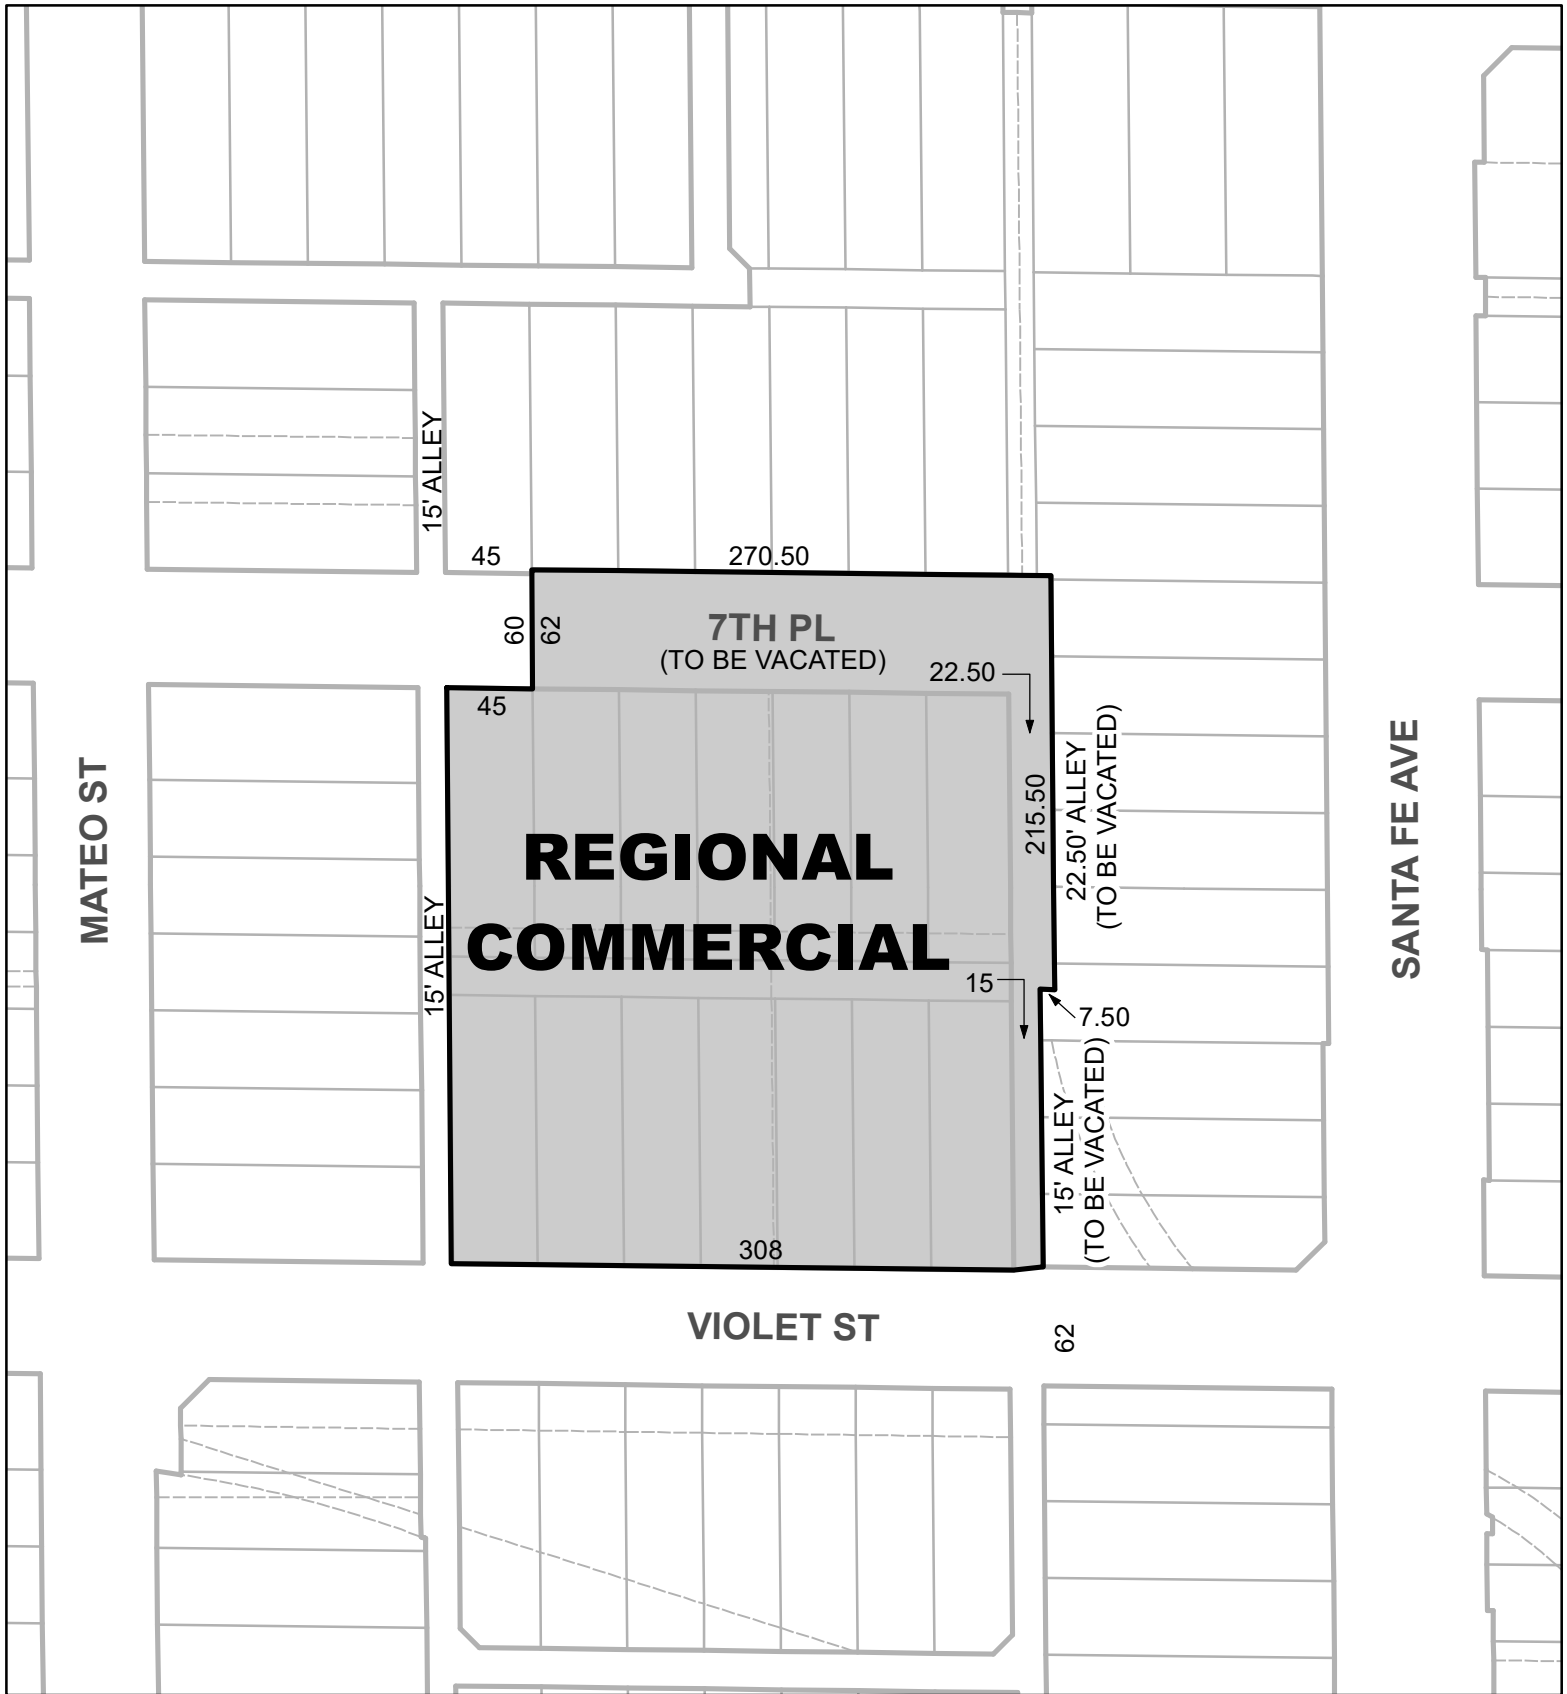 15' ALLEY
45
270.50
60
62
7TH PL
(TO BE VACATED)
22.50
45
MATEO ST
22.50' ALLEY
(TO BE VACATED)
SANTA FE AVE
215.50
REGIONAL
COMMERCIAL
15' ALLEY
15
7.50
15' ALLEY
(TO BE VACATED)
308
VIOLET ST
62